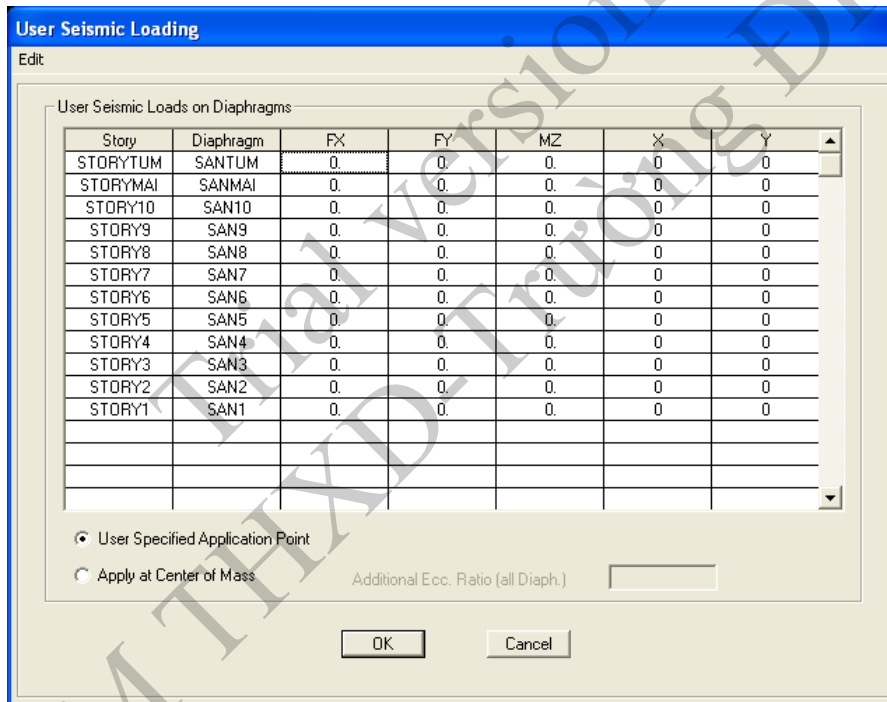 User Seismic Loading
Edit
User Seismic Loads on Diaphragms
Story Diaphragm FX FY MZ X Y
STORYTUM SANTUM 0. 0. 0. 0 0
STORYMAI SANMAI 0. 0. 0. 0 0
STORY10 SAN10 0. 0. 0. 0 0
STORY9 SAN9 0. 0. 0. 0 0
STORY8 SAN8 0. 0. 0. 0 0
STORY7 SAN7 0. 0. 0. 0 0
STORY6 SAN6 0. 0. 0. 0 0
STORY5 SAN5 0. 0. 0. 0 0
STORY4 SAN4 0. 0. 0. 0 0
STORY3 SAN3 0. 0. 0. 0 0
STORY2 SAN2 0. 0. 0. 0 0
STORY1 SAN1 0. 0. 0. 0 0
User Specified Application Point
Apply at Center of Mass Additional Ecc. Ratio (all Diaph.)
OK Cancel
Trial version
M THXD-Trường Đ